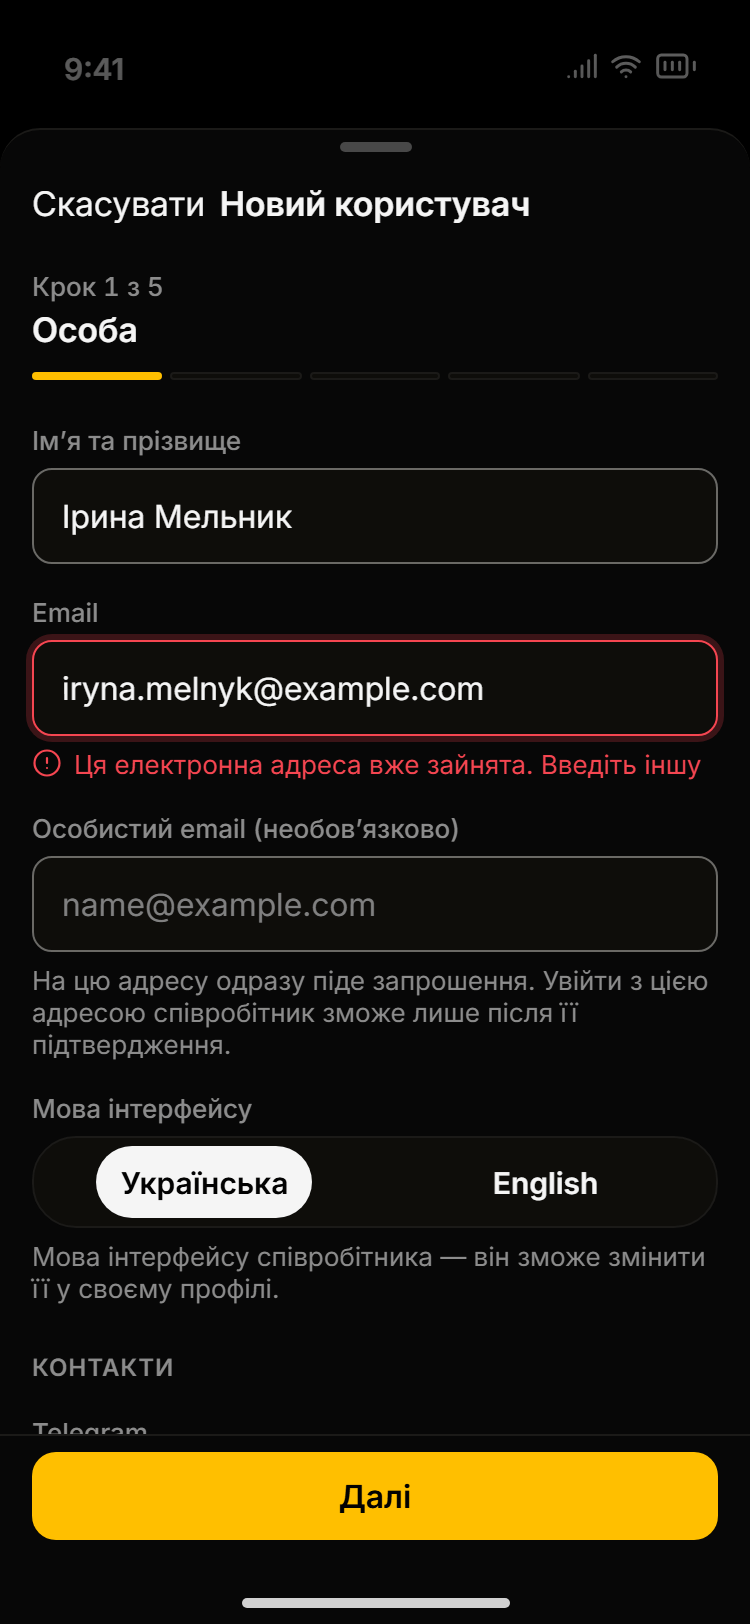 9:41
Скасувати Новий користувач
Крок 1 з 5
Особа
Ім’я та прізвище
Ірина Мельник
Email
iryna.melnyk@example.com
Ця електронна адреса вже зайнята. Введіть іншу
Особистий email (необов’язково)
name@example.com
На цю адресу одразу піде запрошення. Увійти з цією
адресою співробітник зможе лише після її
підтвердження.
Мова інтерфейсу
Українська English
Мова інтерфейсу співробітника — він зможе змінити
її у своєму профілі.
КОНТАКТИ
Telegram
Далі